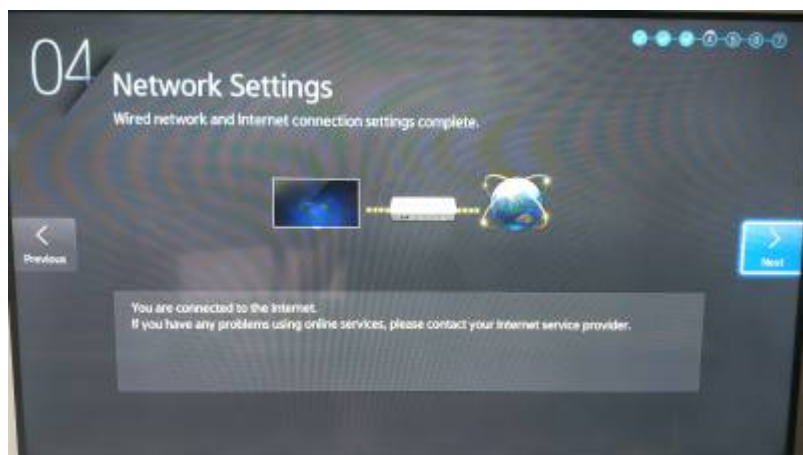 04
Network Settings
Wired network and Internet connection settings complete.
Previous
Next
You are connected to the Internet.
If you have any problems using online services, please contact your Internet service provider.